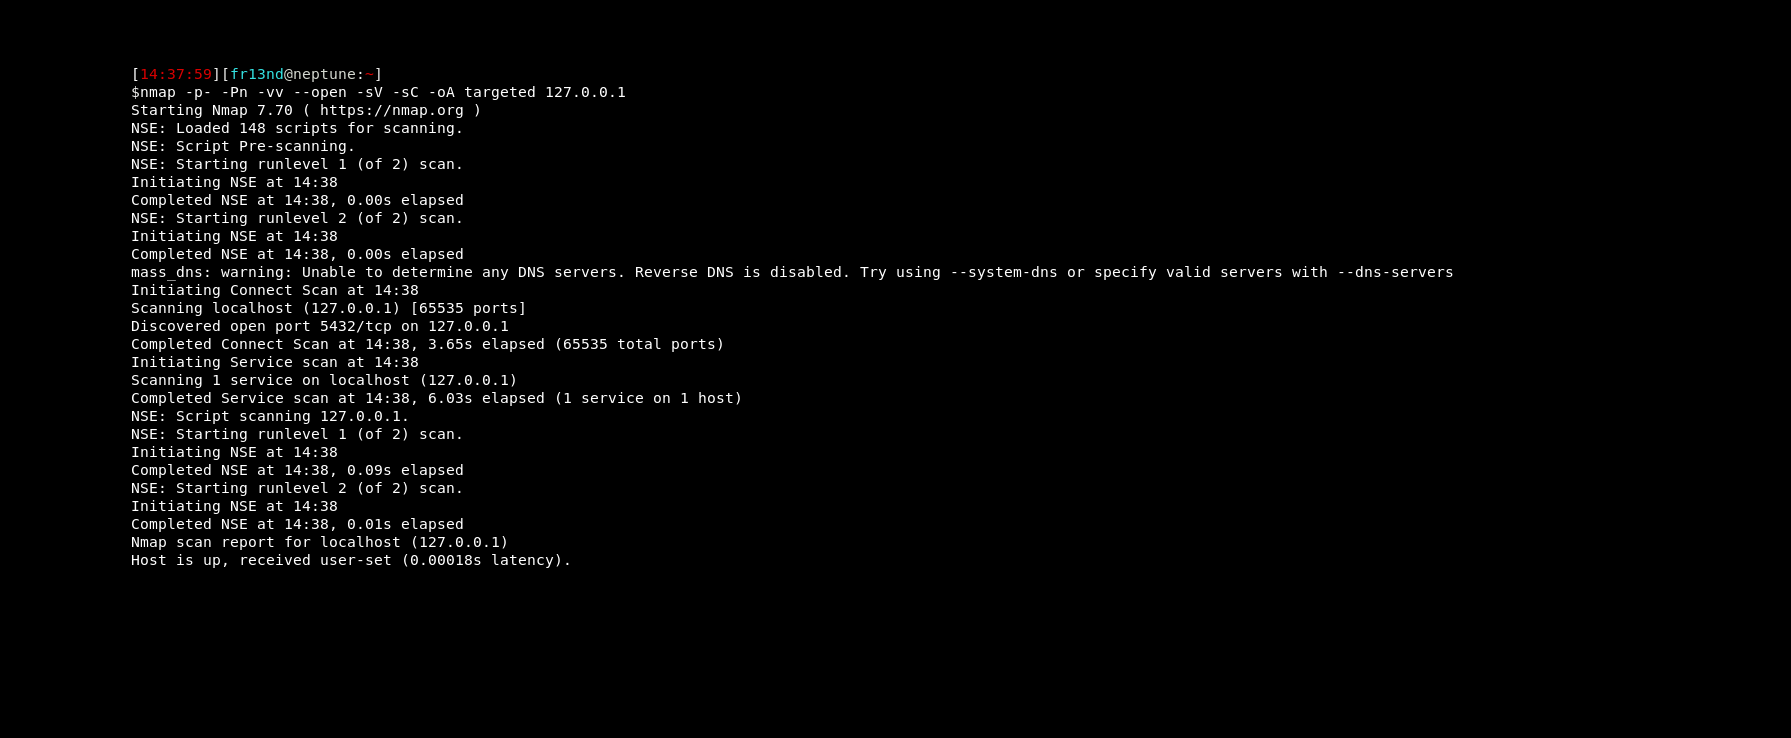 [14:37:59][fr13nd@neptune:~]
$nmap -p- -Pn -vv --open -sV -sC -oA targeted 127.0.0.1
Starting Nmap 7.70 ( https://nmap.org )
NSE: Loaded 148 scripts for scanning.
NSE: Script Pre-scanning.
NSE: Starting runlevel 1 (of 2) scan.
Initiating NSE at 14:38
Completed NSE at 14:38, 0.00s elapsed
NSE: Starting runlevel 2 (of 2) scan.
Initiating NSE at 14:38
Completed NSE at 14:38, 0.00s elapsed
mass_dns: warning: Unable to determine any DNS servers. Reverse DNS is disabled. Try using --system-dns or specify valid servers with --dns-servers
Initiating Connect Scan at 14:38
Scanning localhost (127.0.0.1) [65535 ports]
Discovered open port 5432/tcp on 127.0.0.1
Completed Connect Scan at 14:38, 3.65s elapsed (65535 total ports)
Initiating Service scan at 14:38
Scanning 1 service on localhost (127.0.0.1)
Completed Service scan at 14:38, 6.03s elapsed (1 service on 1 host)
NSE: Script scanning 127.0.0.1.
NSE: Starting runlevel 1 (of 2) scan.
Initiating NSE at 14:38
Completed NSE at 14:38, 0.09s elapsed
NSE: Starting runlevel 2 (of 2) scan.
Initiating NSE at 14:38
Completed NSE at 14:38, 0.01s elapsed
Nmap scan report for localhost (127.0.0.1)
Host is up, received user-set (0.00018s latency).